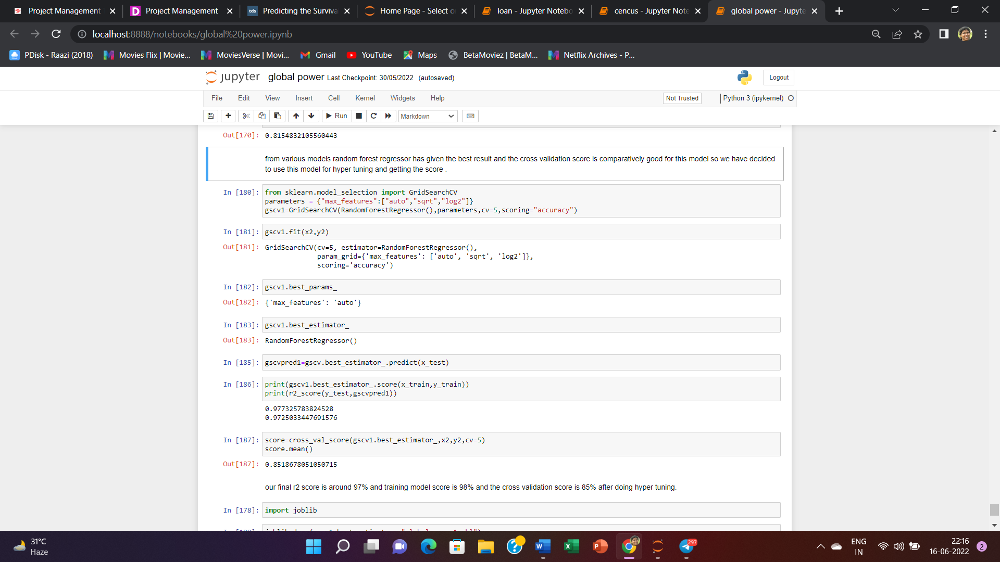 Project Management
Project Management
tds Predicting the Surviva
Home Page - Select o
loan - Jupyter Notebo
cencus - Jupyter Note
global power - Jupyte
localhost:8888/notebooks/global%20power.ipynb
PDisk - Raazi (2018)
Movies Flix | Movie...
MoviesVerse | Movi...
Gmail
YouTube
Maps
BetaMoviez | BetaM...
Netflix Archives - P...
jupyter global power Last Checkpoint: 30/05/2022 (autosaved)
Logout
File Edit View Insert Cell Kernel Widgets Help
Not Trusted
Python 3 (ipykernel)
Run
Markdown
Out[170]: 0.8154832105560443
from various models random forest regressor has given the best result and the cross validation score is comparatively good for this model so we have decided
to use this model for hyper tuning and getting the score .
In [180]: from sklearn.model_selection import GridSearchCV
parameters = {"max_features":["auto","sqrt","log2"]}
gscv1=GridSearchCV(RandomForestRegressor(),parameters,cv=5,scoring="accuracy")
In [181]: gscv1.fit(x2,y2)
Out[181]: GridSearchCV(cv=5, estimator=RandomForestRegressor(),
param_grid={'max_features': ['auto', 'sqrt', 'log2']},
scoring='accuracy')
In [182]: gscv1.best_params_
Out[182]: {'max_features': 'auto'}
In [183]: gscv1.best_estimator_
Out[183]: RandomForestRegressor()
In [185]: gscvpred1=gscv.best_estimator_.predict(x_test)
In [186]: print(gscv1.best_estimator_.score(x_train,y_train))
print(r2_score(y_test,gscvpred1))
0.977325783824528
0.9725033447691576
In [187]: score=cross_val_score(gscv1.best_estimator_,x2,y2,cv=5)
score.mean()
Out[187]: 0.8518678051050715
our final r2 score is around 97% and training model score is 98% and the cross validation score is 85% after doing hyper tuning.
In [178]: import joblib
31°C
Haze
297
ENG
IN
22:16
16-06-2022
2